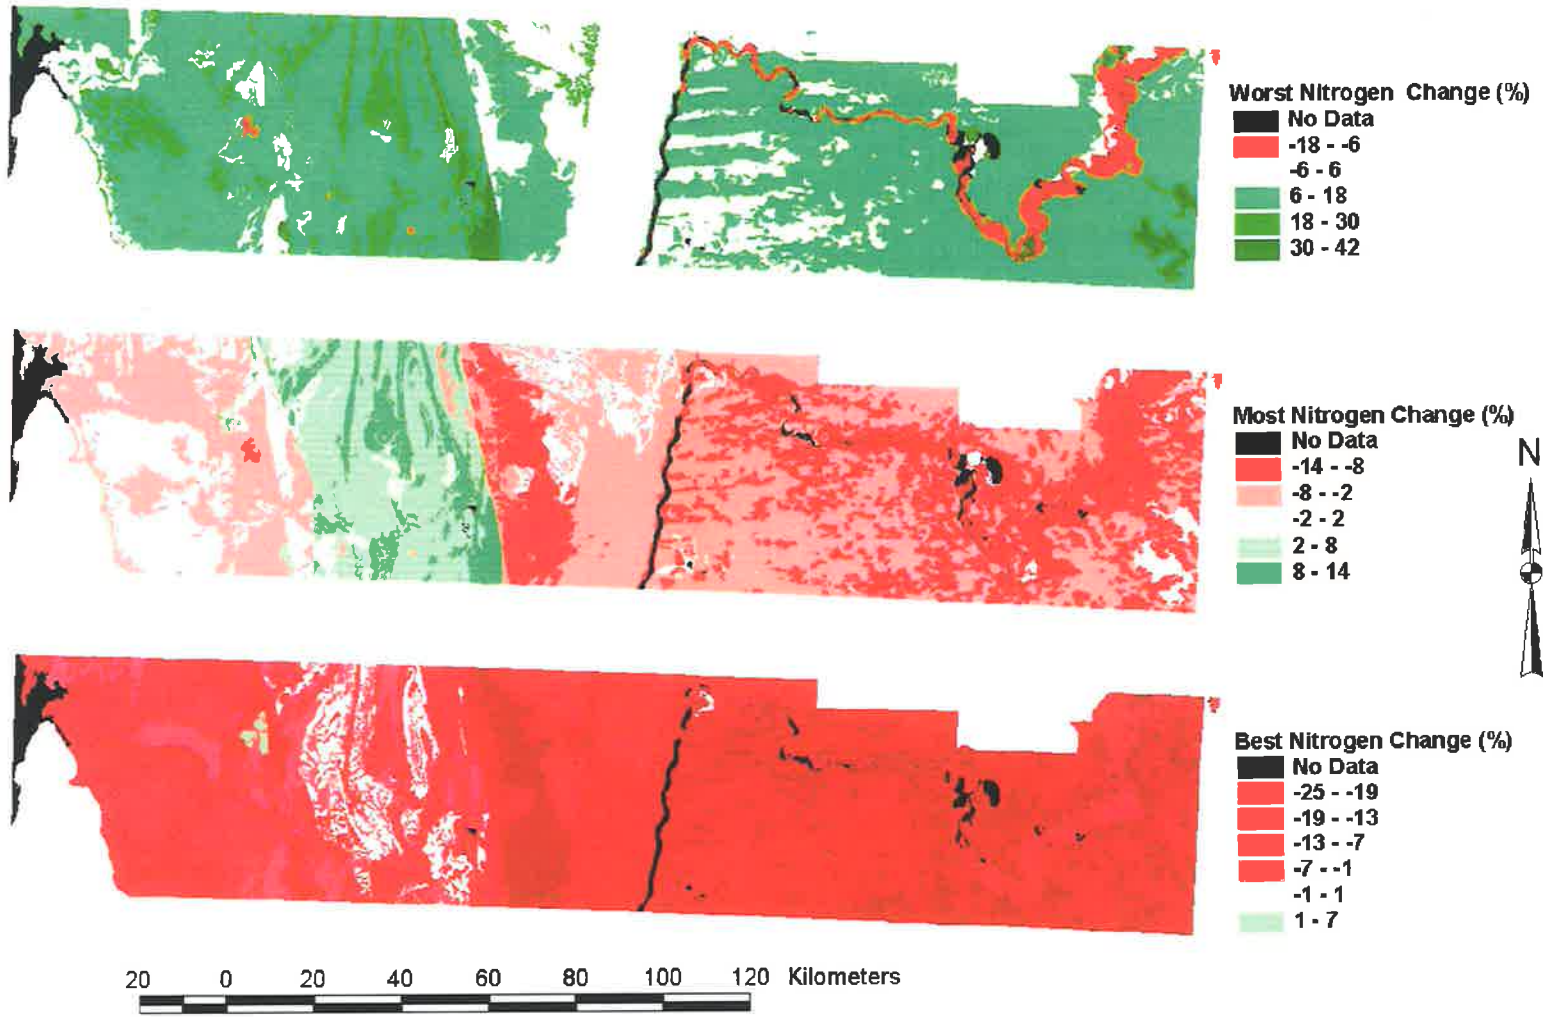 Worst Nitrogen Change (%)
No Data
-18 - -6
-6 - 6
6 - 18
18 - 30
30 - 42
Most Nitrogen Change (%)
No Data
-14 - -8
-8 - -2
-2 - 2
2 - 8
8 - 14
N
Best Nitrogen Change (%)
No Data
-25 - -19
-19 - -13
-13 - -7
-7 - -1
-1 - 1
1 - 7
20 0 20 40 60 80 100 120 Kilometers